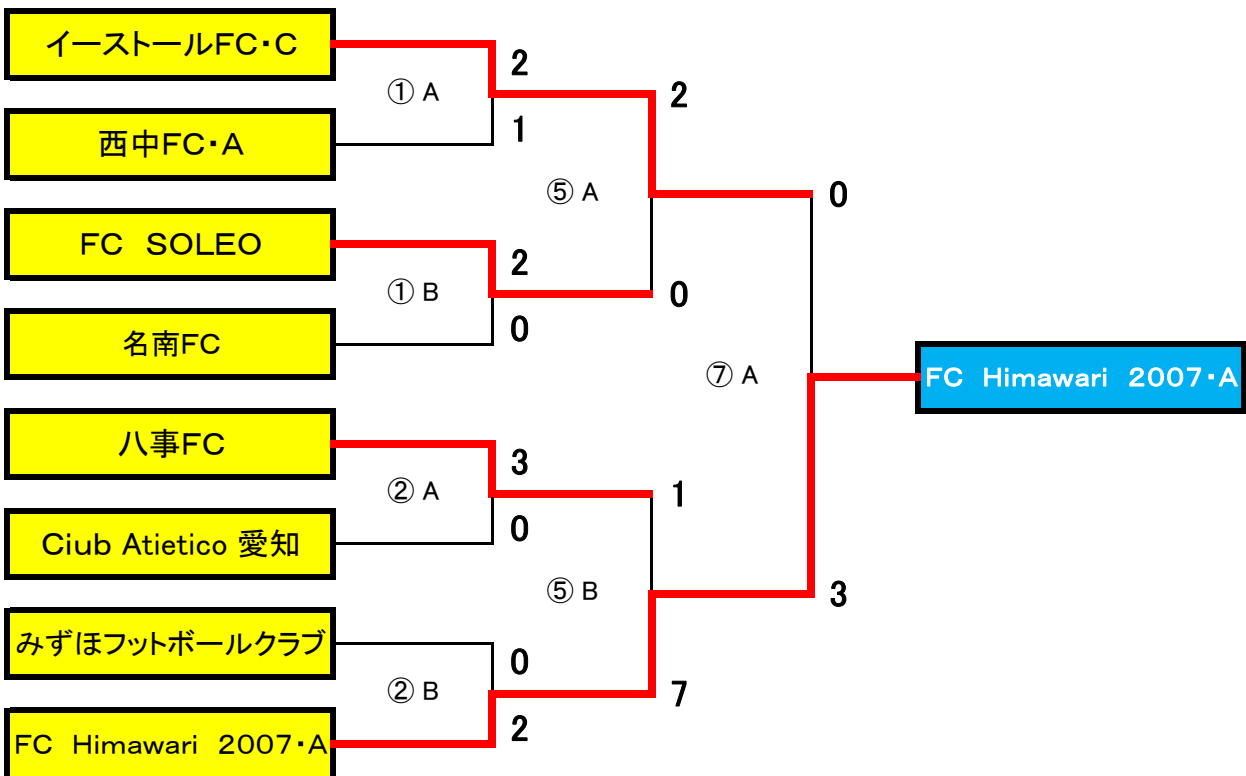 イーストールFC・C
2
① A
2
1
西中FC・A
⑤ A
0
FC SOLEO
2
① B
0
0
名南FC
⑦ A
FC Himawari 2007・A
八事FC
3
② A
1
0
Ciub Atietico 愛知
⑤ B
3
みずほフットボールクラブ
0
② B
7
2
FC Himawari 2007・A